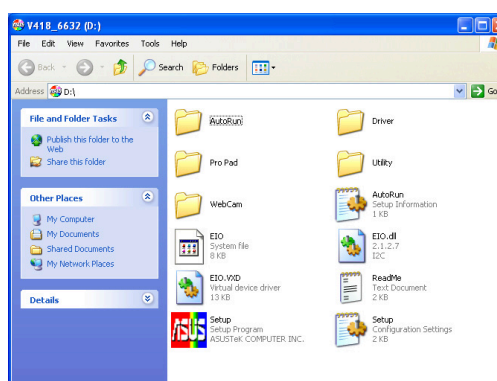 V418_6632 (D:)
File Edit View Favorites Tools Help
Back Search Folders
Address D:\ Go
File and Folder Tasks
Publish this folder to the
Web
Share this folder
Other Places
My Computer
My Documents
Shared Documents
My Network Places
Details
AutoRun
Driver
Pro Pad
Utility
WebCam
AutoRun
Setup Information
1 KB
EIO
System file
8 KB
EIO.dll
2.1.2.7
I2C
EIO.VXD
Virtual device driver
13 KB
ReadMe
Text Document
2 KB
ASUS
Setup
Setup Program
ASUSTeK COMPUTER INC.
Setup
Configuration Settings
2 KB